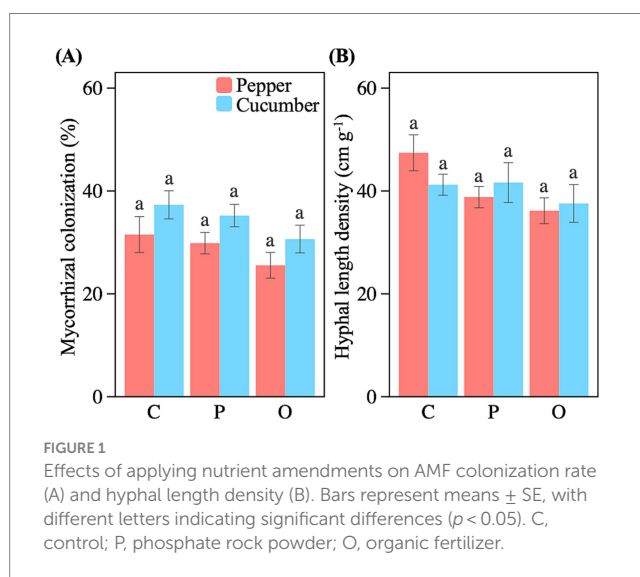 (A)
(B)
Pepper
Cucumber
Mycorrhizal colonization (%)
60
40
20
0
a a a a a a
C P O
Hyphal length density (cm g⁻¹)
60
40
20
0
a a a a a a
C P O
FIGURE 1
Effects of applying nutrient amendments on AMF colonization rate
(A) and hyphal length density (B). Bars represent means ± SE, with
different letters indicating significant differences (p < 0.05). C,
control; P, phosphate rock powder; O, organic fertilizer.